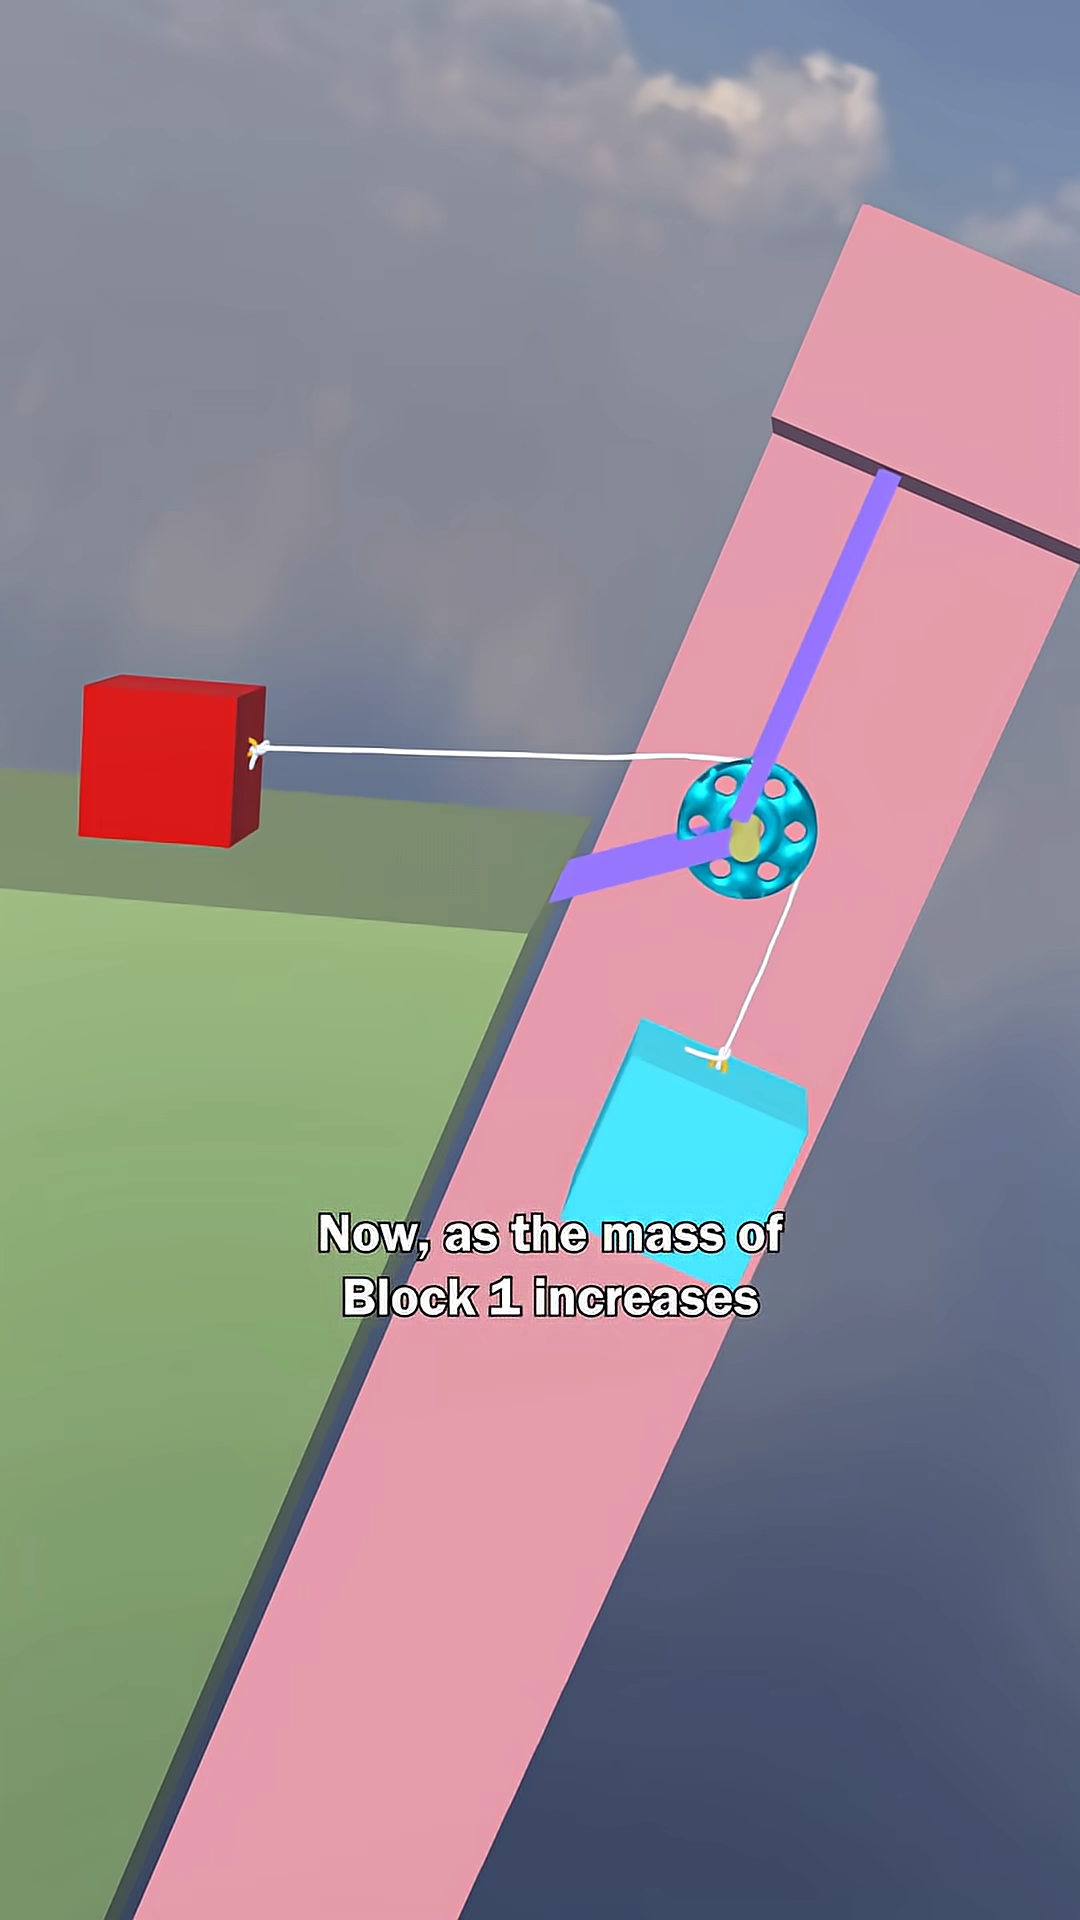 Now, as the mass of
Block 1 increases